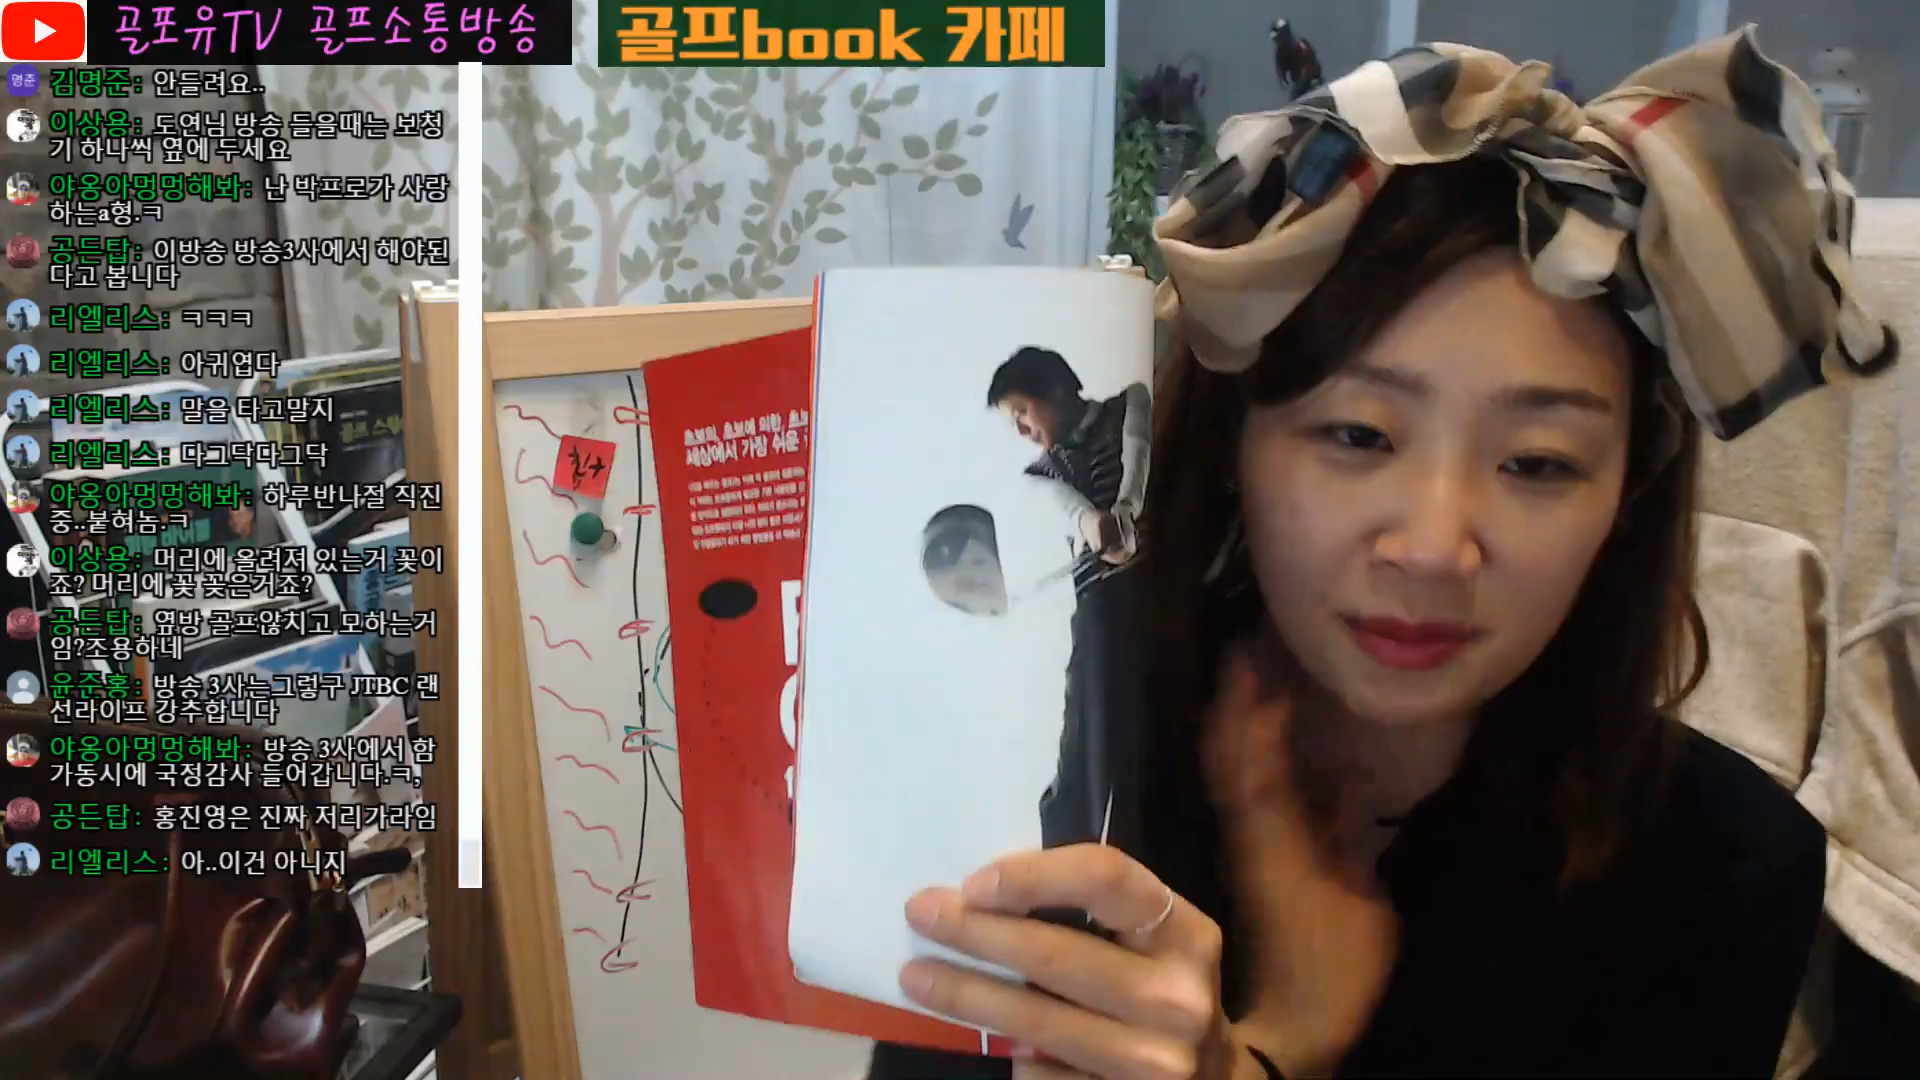 골포유TV 골프소통방송
골프book 카페
명준
김명준: 안들려요..
이상용: 도연님 방송 들을때는 보청
기 하나씩 옆에 두세요
야옹아멍멍해봐: 난 박프로가 사랑
하는a형.ㅋ
공든탑: 이방송 방송3사에서 해야된
다고 봅니다
리엘리스: ㅋㅋㅋ
리엘리스: 아귀엽다
리엘리스: 말을 타고말지
리엘리스: 다그닥다그닥
야옹아멍멍해봐: 하루반나절 직진
중..붙혀놈.ㅋ
이상용: 머리에 올려져 있는거 꽃이
죠? 머리에 꽃 꽂은거죠?
공든탑: 옆방 골프않치고 모하는거
임?조용하네
윤준홍: 방송 3사는그렇구 JTBC 랜
선라이프 강추합니다
야옹아멍멍해봐: 방송 3사에서 함
가동시에 국정감사 들어갑니다.ㅋ,
공든탑: 홍진영은 진짜 저리가라임
리엘리스: 아..이건 아니지
초보의, 초보에 의한, 초보
세상에서 가장 쉬운